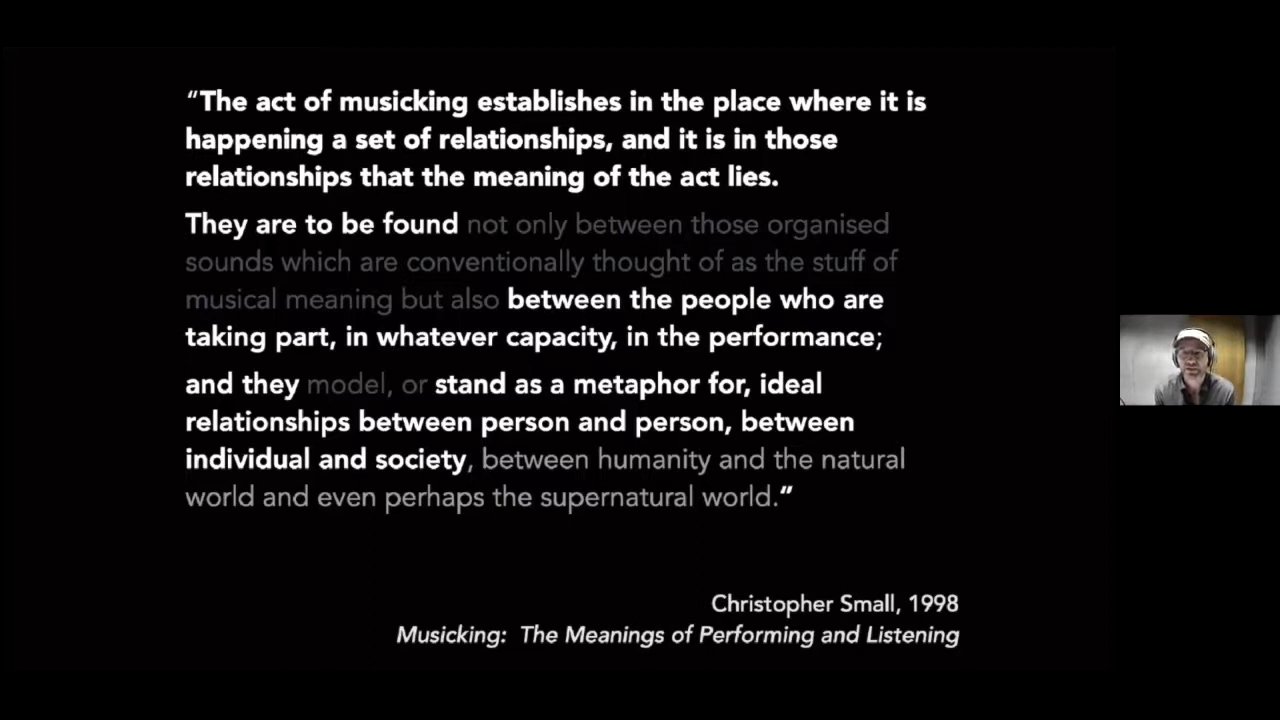 “The act of musicking establishes in the place where it is
happening a set of relationships, and it is in those
relationships that the meaning of the act lies.
They are to be found not only between those organised
sounds which are conventionally thought of as the stuff of
musical meaning but also between the people who are
taking part, in whatever capacity, in the performance;
and they model, or stand as a metaphor for, ideal
relationships between person and person, between
individual and society, between humanity and the natural
world and even perhaps the supernatural world.”
Christopher Small, 1998
Musicking: The Meanings of Performing and Listening